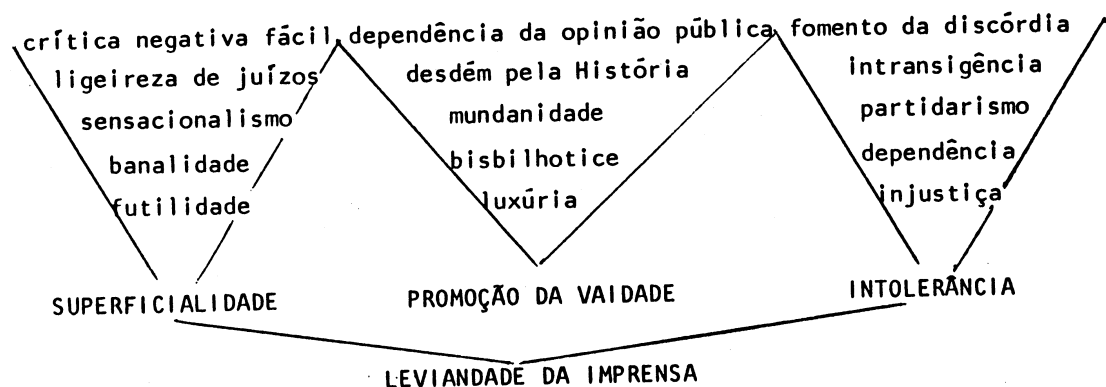 crítica negativa fácil dependência da opinião pública fomento da discórdia
ligeireza de juízos desdém pela História intransigência
sensacionalismo mundanidade partidarismo
banalidade bisbilhotice dependência
futilidade luxúria injustiça
SUPERFICIALIDADE PROMOÇÃO DA VAIDADE INTOLERÂNCIA
LEVIANDADE DA IMPRENSA